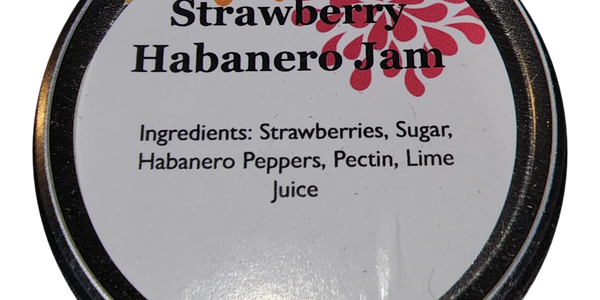 Strawberry
Habanero Jam
Ingredients: Strawberries, Sugar,
Habanero Peppers, Pectin, Lime
Juice